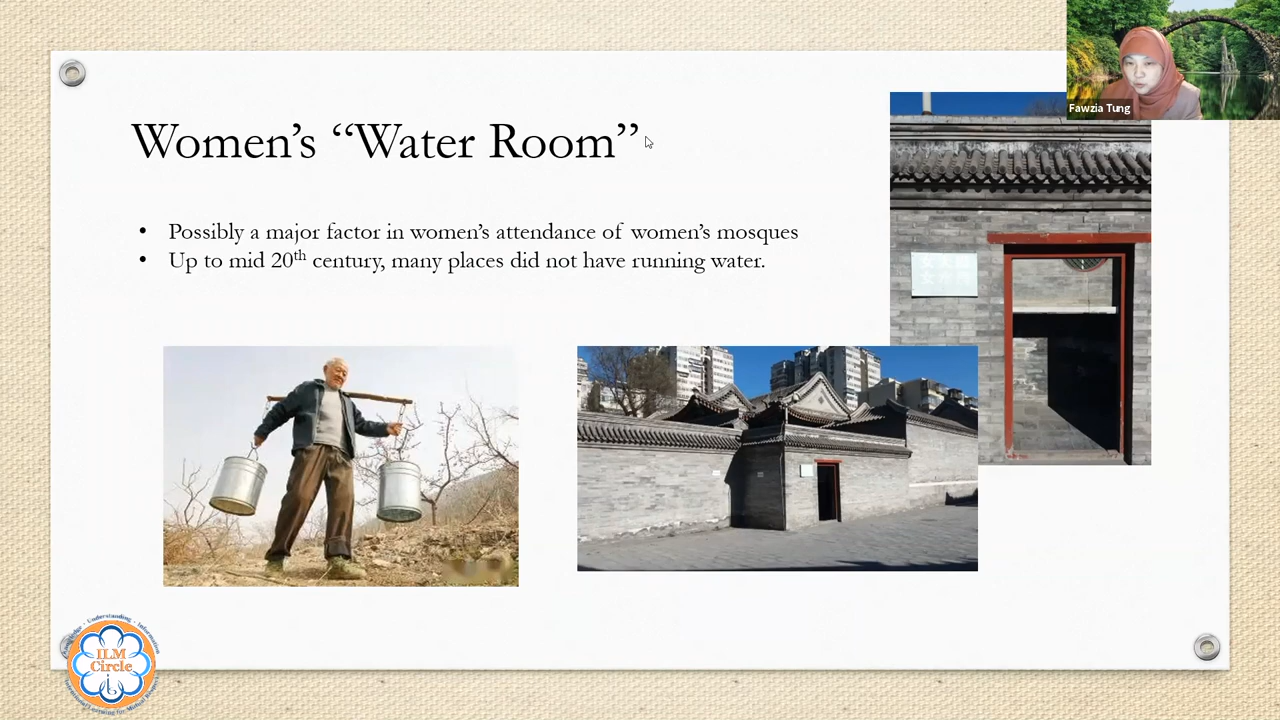 Fawzia Tung
Women’s “Water Room”
• Possibly a major factor in women’s attendance of women’s mosques
• Up to mid 20th century, many places did not have running water.
ILM
Circle